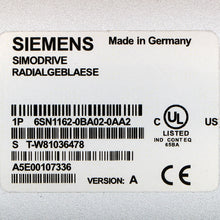 SIEMENS Made in Germany
SIMODRIVE
RADIALGEBLAESE
1P 6SN1162-0BA02-0AA2
C UL US
LISTED
IND. CONT EQ
65BA
S T-W81036478
A5E00107336
VERSION: A